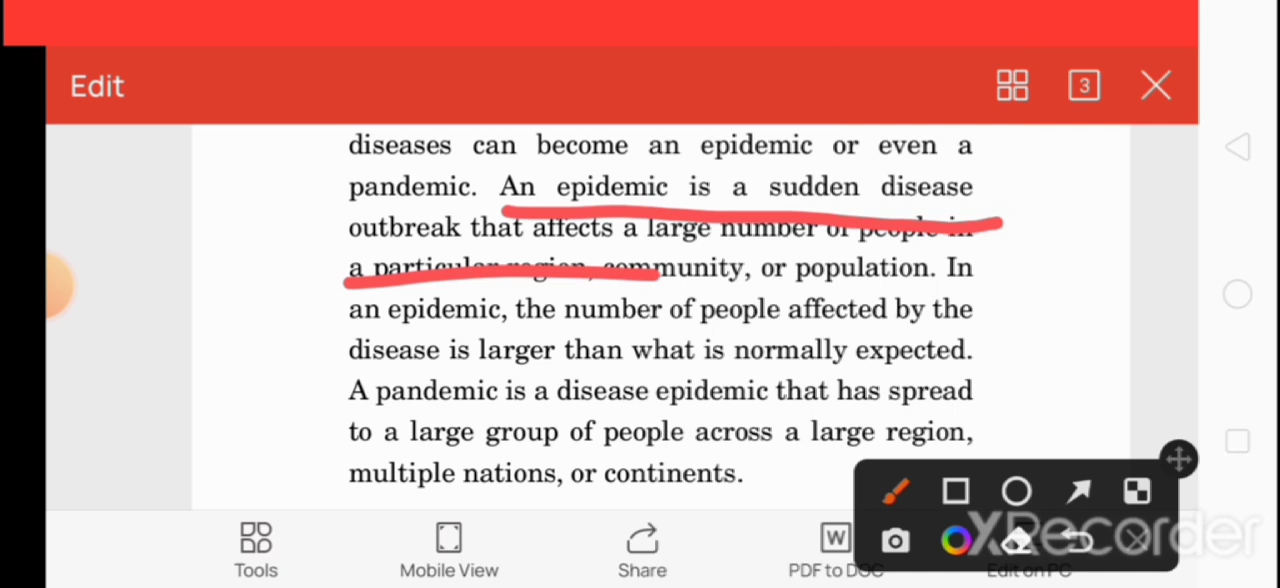 Edit
3
diseases can become an epidemic or even a
pandemic. An epidemic is a sudden disease
outbreak that affects a large number of people in
a particular region, community, or population. In
an epidemic, the number of people affected by the
disease is larger than what is normally expected.
A pandemic is a disease epidemic that has spread
to a large group of people across a large region,
multiple nations, or continents.
W
Tools
Mobile View
Share
PDF to DOC
Edit on PC
XRecorder